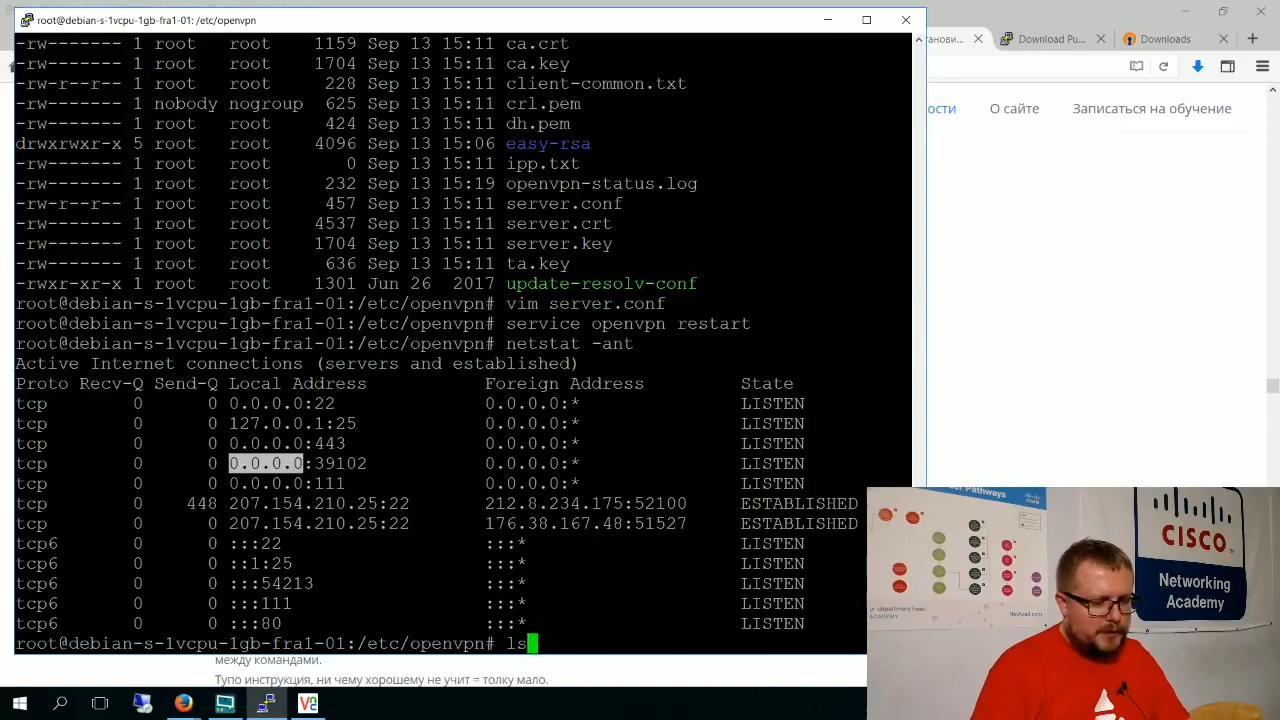 root@debian-s-1vcpu-1gb-fra1-01: /etc/openvpn
тановин...
Download Pu...
Downloads
ости
О сайте
Записаться на обучение
-rw------- 1 root   root    1159 Sep 13 15:11 ca.crt
-rw------- 1 root   root    1704 Sep 13 15:11 ca.key
-rw-r--r-- 1 root   root     228 Sep 13 15:11 client-common.txt
-rw------- 1 nobody nogroup  625 Sep 13 15:11 crl.pem
-rw------- 1 root   root     424 Sep 13 15:11 dh.pem
drwxrwxr-x 5 root   root    4096 Sep 13 15:06 easy-rsa
-rw------- 1 root   root       0 Sep 13 15:11 ipp.txt
-rw------- 1 root   root     232 Sep 13 15:19 openvpn-status.log
-rw-r--r-- 1 root   root     457 Sep 13 15:11 server.conf
-rw------- 1 root   root    4537 Sep 13 15:11 server.crt
-rw------- 1 root   root    1704 Sep 13 15:11 server.key
-rw------- 1 root   root     636 Sep 13 15:11 ta.key
-rwxr-xr-x 1 root   root    1301 Jun 26  2017 update-resolv-conf
root@debian-s-1vcpu-1gb-fra1-01:/etc/openvpn# vim server.conf
root@debian-s-1vcpu-1gb-fra1-01:/etc/openvpn# service openvpn restart
root@debian-s-1vcpu-1gb-fra1-01:/etc/openvpn# netstat -ant
Active Internet connections (servers and established)
Proto Recv-Q Send-Q Local Address           Foreign Address         State
tcp        0      0 0.0.0.0:22              0.0.0.0:*               LISTEN
tcp        0      0 127.0.0.1:25            0.0.0.0:*               LISTEN
tcp        0      0 0.0.0.0:443             0.0.0.0:*               LISTEN
tcp        0      0 0.0.0.0:39102           0.0.0.0:*               LISTEN
tcp        0      0 0.0.0.0:111             0.0.0.0:*               LISTEN
tcp        0    448 207.154.210.25:22       212.8.234.175:52100     ESTABLISHED
tcp        0      0 207.154.210.25:22       176.38.167.48:51527     ESTABLISHED
tcp6       0      0 :::22                   :::*                    LISTEN
tcp6       0      0 ::1:25                  :::*                    LISTEN
tcp6       0      0 :::54213                :::*                    LISTEN
tcp6       0      0 :::111                  :::*                    LISTEN
tcp6       0      0 :::80                   :::*                    LISTEN
root@debian-s-1vcpu-1gb-fra1-01:/etc/openvpn# ls
между командами.
Тупо инструкция, ни чему хорошему не учит = толку мало.
Pathways
CISCO
Networking
Academy
NetAcad.com